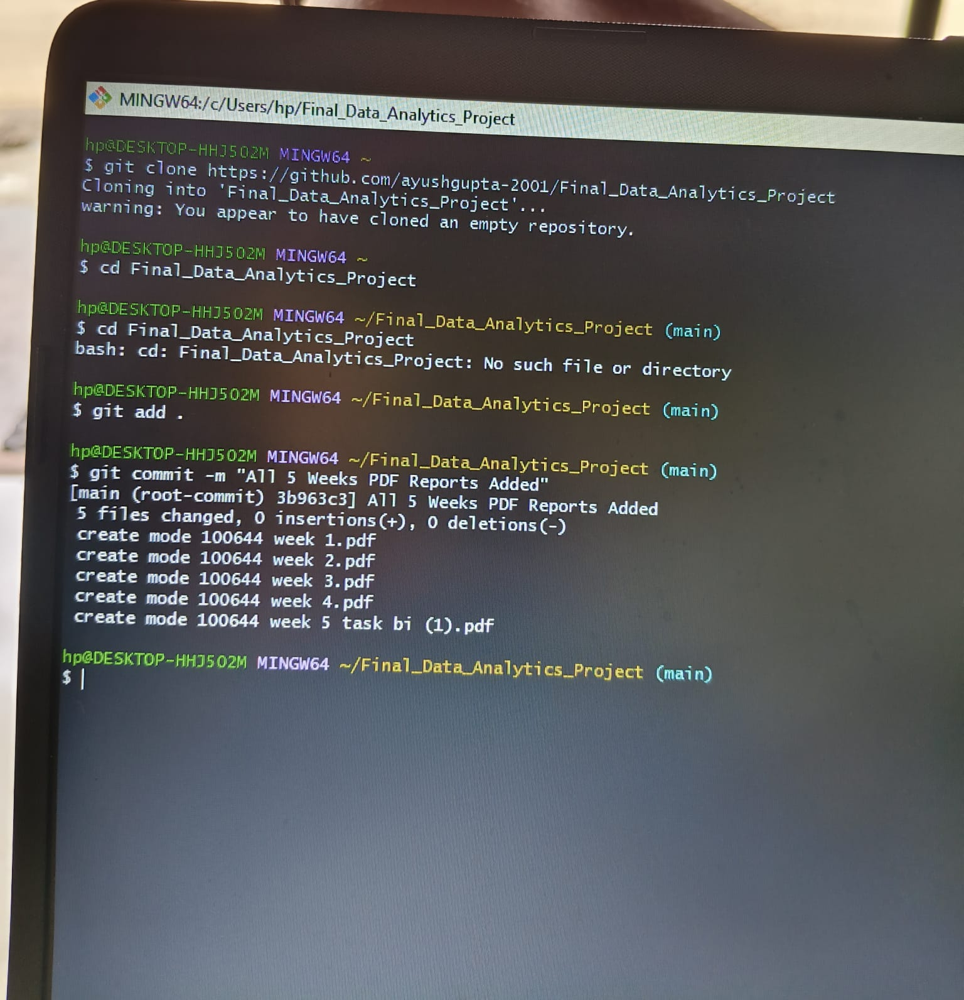 MINGW64:/c/Users/hp/Final_Data_Analytics_Project
hp@DESKTOP-HHJ502M MINGW64 ~
$ git clone https://github.com/ayushgupta-2001/Final_Data_Analytics_Project
Cloning into 'Final_Data_Analytics_Project'...
warning: You appear to have cloned an empty repository.
hp@DESKTOP-HHJ502M MINGW64 ~
$ cd Final_Data_Analytics_Project
hp@DESKTOP-HHJ502M MINGW64 ~/Final_Data_Analytics_Project (main)
$ cd Final_Data_Analytics_Project
bash: cd: Final_Data_Analytics_Project: No such file or directory
hp@DESKTOP-HHJ502M MINGW64 ~/Final_Data_Analytics_Project (main)
$ git add .
hp@DESKTOP-HHJ502M MINGW64 ~/Final_Data_Analytics_Project (main)
$ git commit -m "All 5 Weeks PDF Reports Added"
[main (root-commit) 3b963c3] All 5 Weeks PDF Reports Added
5 files changed, 0 insertions(+), 0 deletions(-)
create mode 100644 week 1.pdf
create mode 100644 week 2.pdf
create mode 100644 week 3.pdf
create mode 100644 week 4.pdf
create mode 100644 week 5 task bi (1).pdf
hp@DESKTOP-HHJ502M MINGW64 ~/Final_Data_Analytics_Project (main)
$